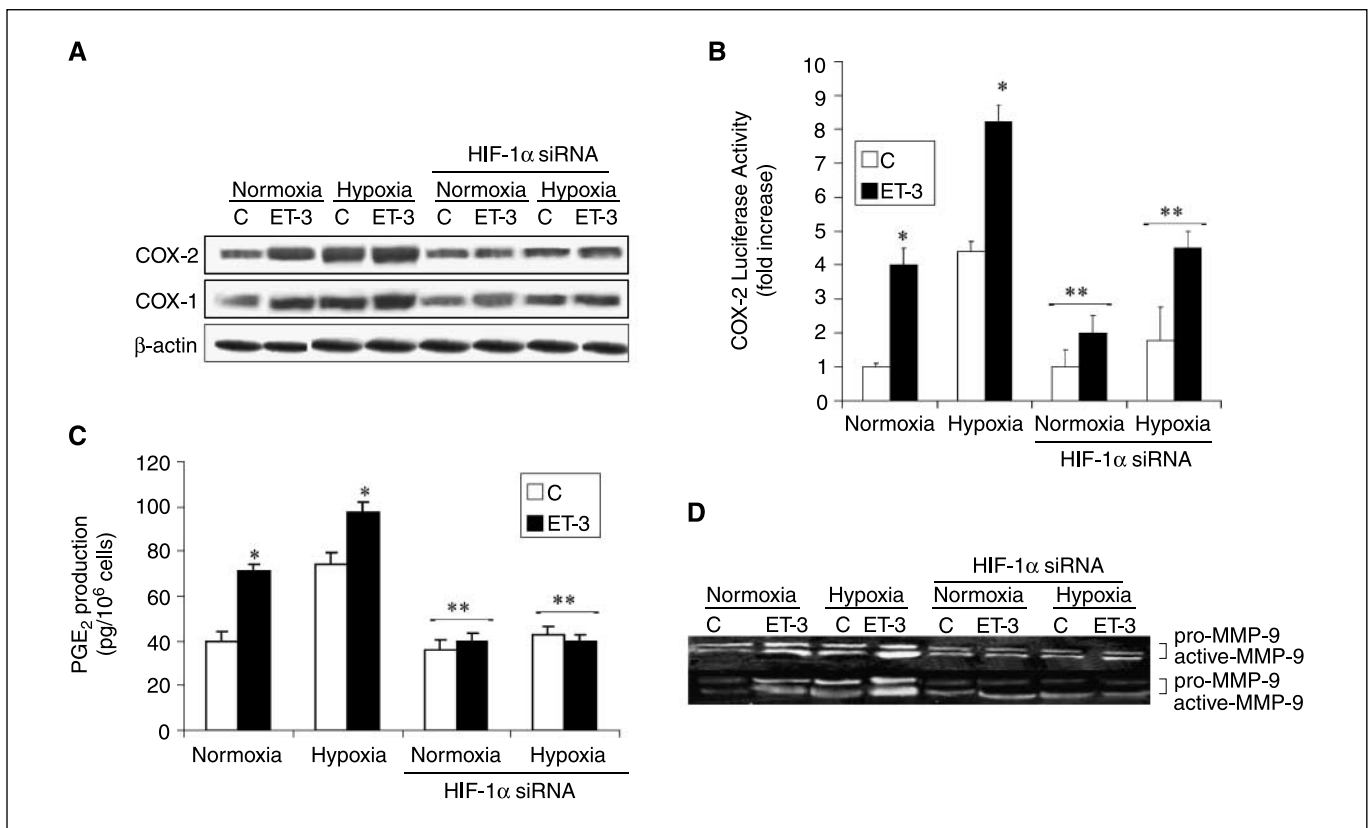 A
HIF-1α siRNA
Normoxia Hypoxia Normoxia Hypoxia
C ET-3 C ET-3 C ET-3 C ET-3
COX-2
COX-1
β-actin
B
COX-2 Luciferase Activity
(fold increase)
10
9
8
7
6
5
4
3
2
1
0
C
ET-3
*
*
**
**
Normoxia Hypoxia Normoxia Hypoxia
HIF-1α siRNA
C
PGE2 production
(pg/10⁶ cells)
120
100
80
60
40
20
0
C
ET-3
*
*
**
**
Normoxia Hypoxia Normoxia Hypoxia
HIF-1α siRNA
D
HIF-1α siRNA
Normoxia Hypoxia Normoxia Hypoxia
C ET-3 C ET-3 C ET-3 C ET-3
pro-MMP-9
active-MMP-9
pro-MMP-9
active-MMP-9